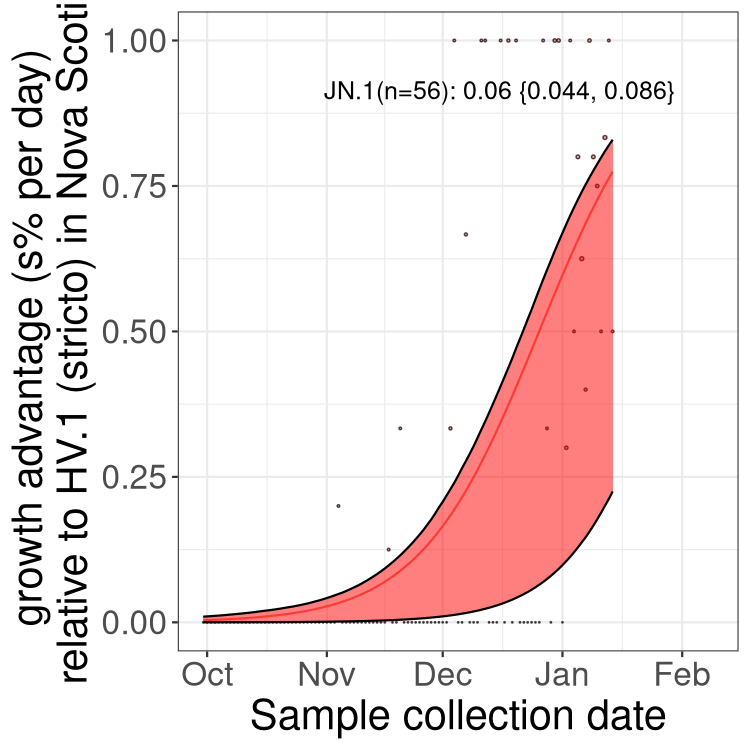 growth advantage (s% per day)
relative to HV.1 (stricto) in Nova Scoti
1.00
0.75
0.50
0.25
0.00
JN.1(n=56): 0.06 {0.044, 0.086}
Oct Nov Dec Jan Feb
Sample collection date